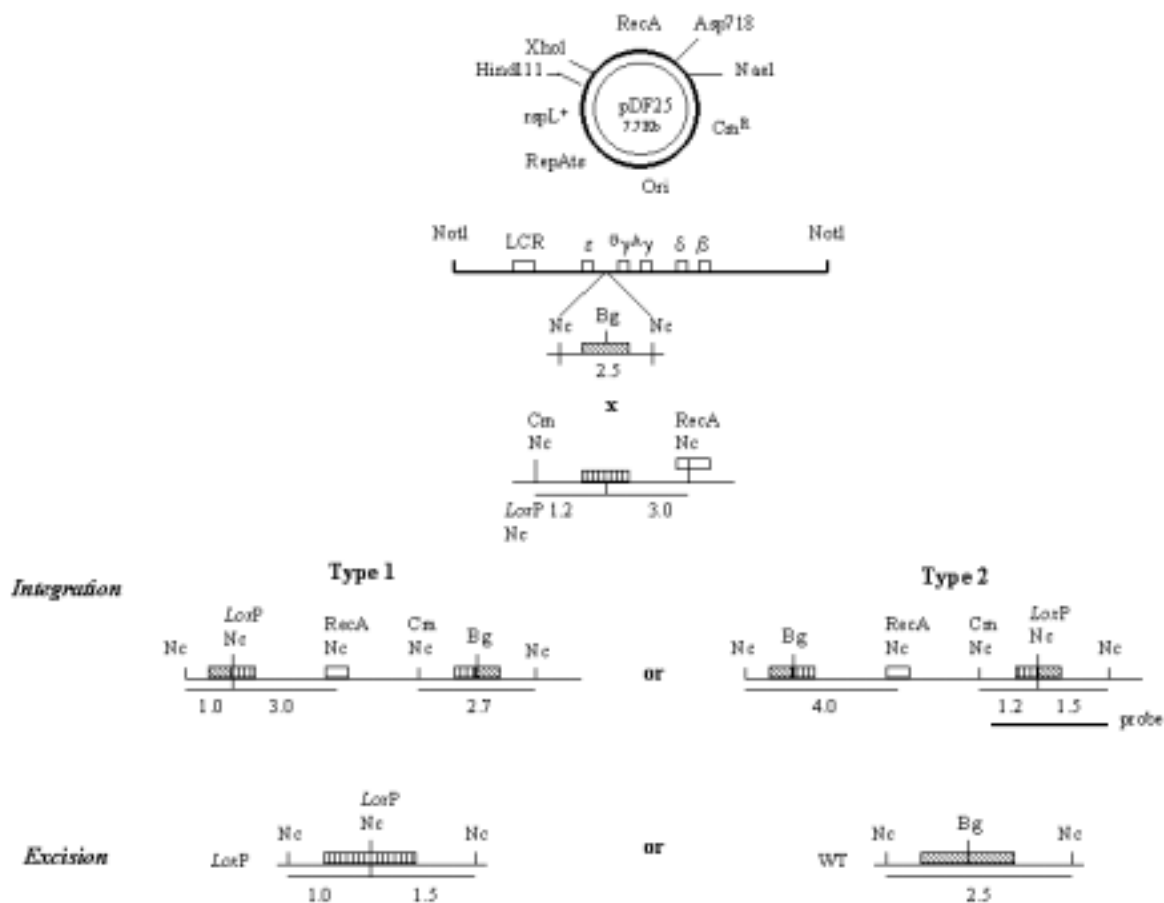 RecA
Asp718
XhoI
Hind111
NaeI
pDF25
7.7Kb
rspL+
CmR
RepAts
Ori
NotI
LCR
ε
Gγ
Aγ
δ
β
NotI
Nc
Bg
Nc
2.5
x
Cm
Nc
RecA
Nc
LoxP
Nc
1.2
3.0
Integration
Type 1
Type 2
Nc
LoxP
Nc
RecA
Nc
Cm
Nc
Bg
Nc
1.0
3.0
2.7
or
Nc
Bg
RecA
Nc
Cm
Nc
LoxP
Nc
Nc
4.0
1.2
1.5
probe
Excision
LoxP
Nc
LoxP
Nc
Nc
1.0
1.5
or
WT
Nc
Bg
Nc
2.5